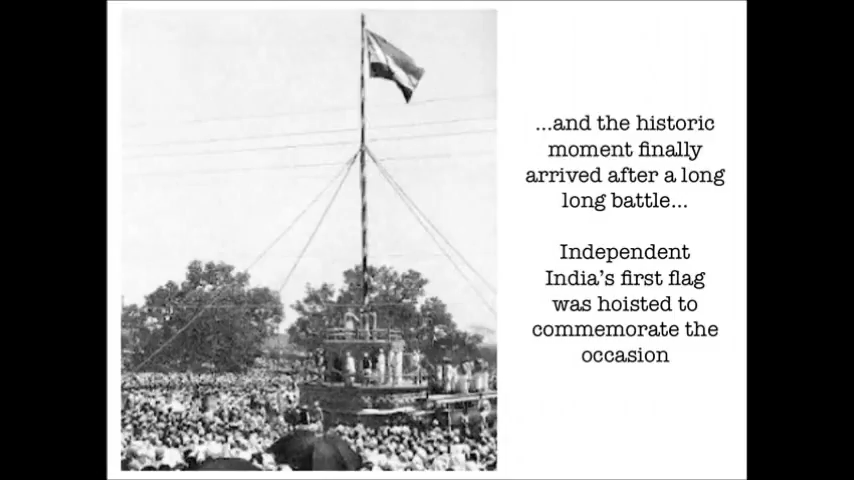 ...and the historic
moment finally
arrived after a long
long battle...
Independent
India's first flag
was hoisted to
commemorate the
occasion